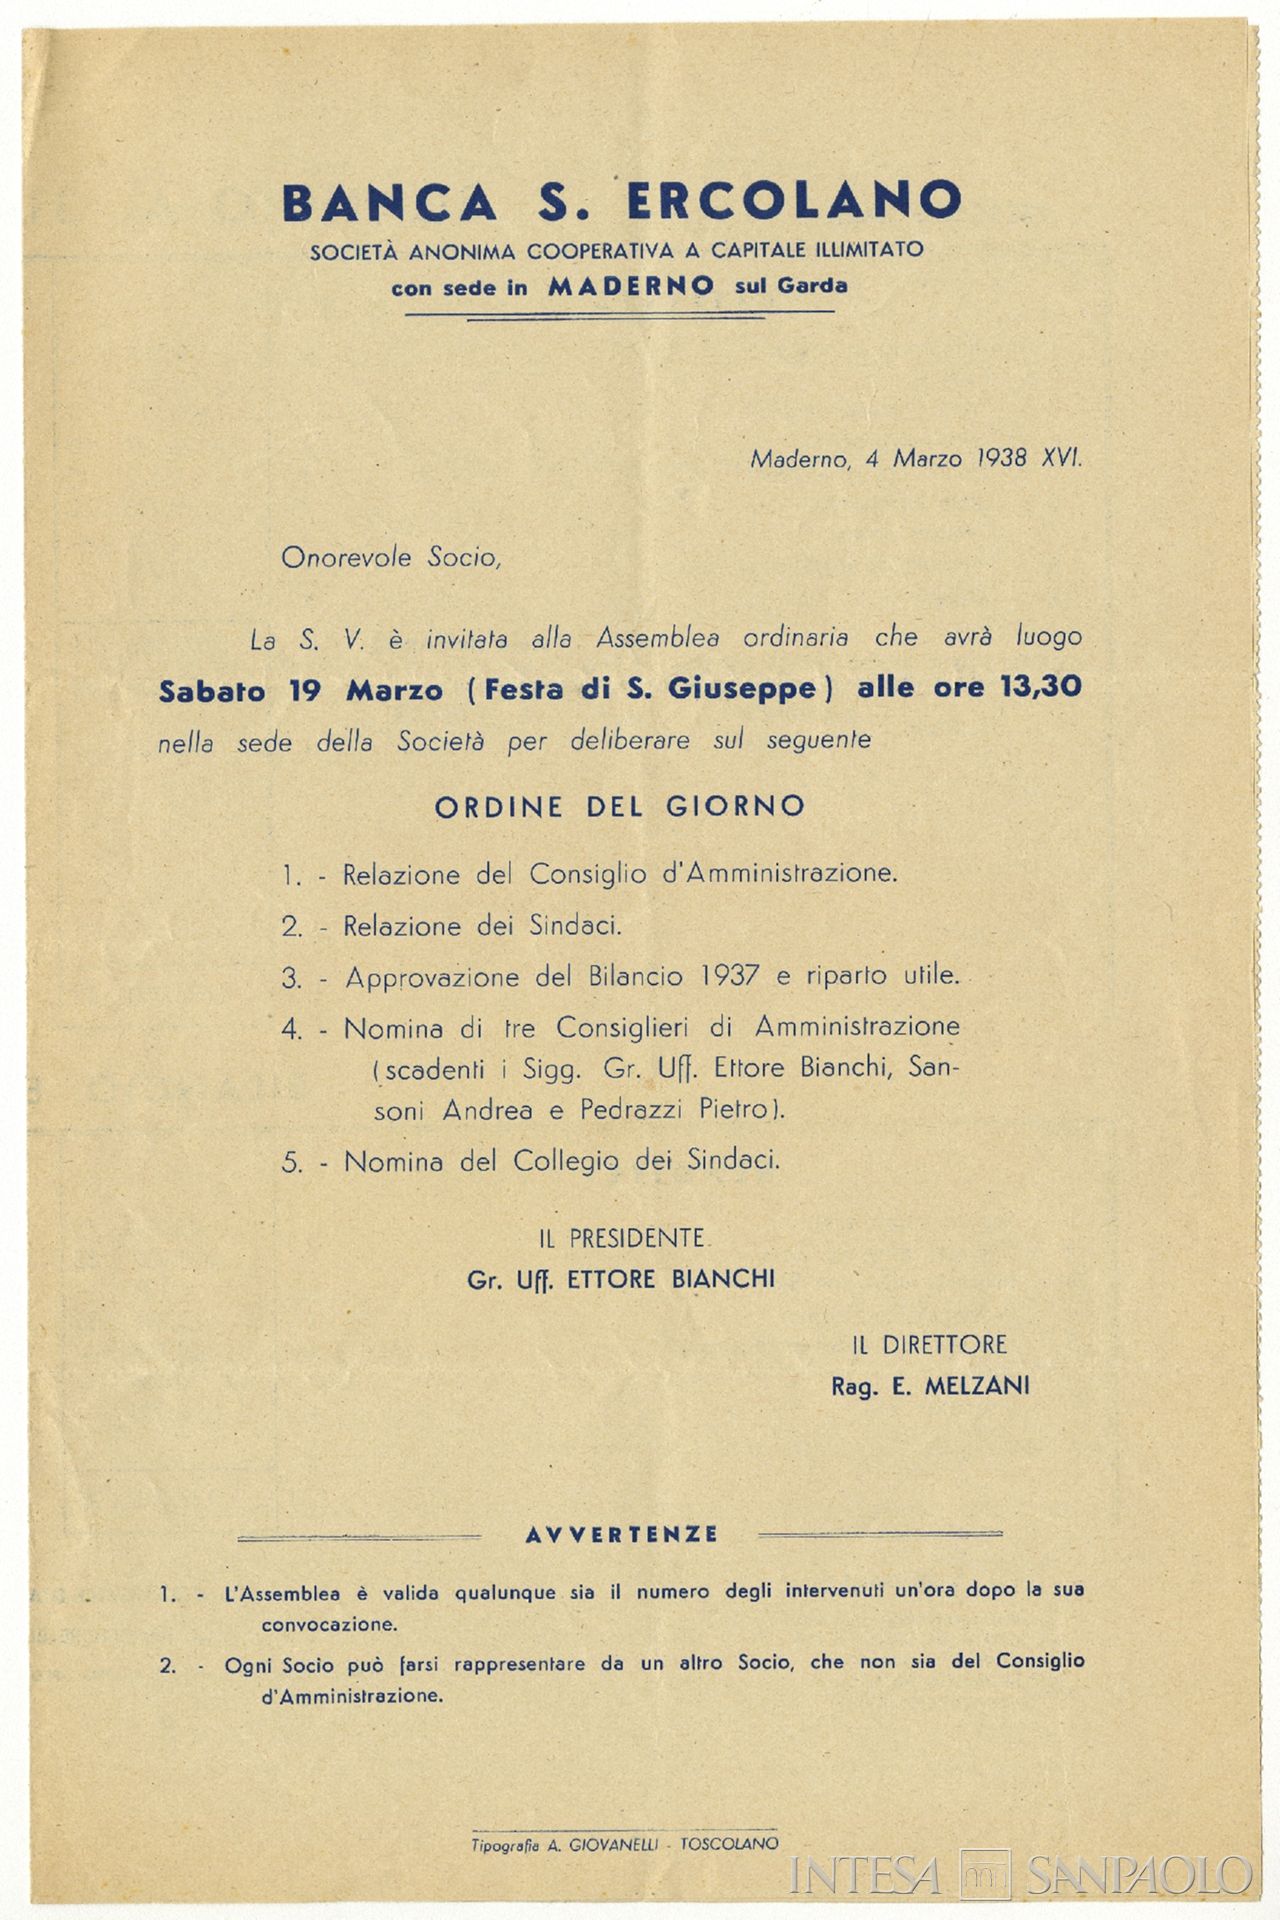 BANCA S. ERCOLANO
SOCIETÀ ANONIMA COOPERATIVA A CAPITALE ILLIMITATO
con sede in MADERNO sul Garda
Maderno, 4 Marzo 1938 XVI.
Onorevole Socio,
La S. V. è invitata alla Assemblea ordinaria che avrà luogo
Sabato 19 Marzo (Festa di S. Giuseppe) alle ore 13,30
nella sede della Società per deliberare sul seguente
ORDINE DEL GIORNO
1. - Relazione del Consiglio d'Amministrazione.
2. - Relazione dei Sindaci.
3. - Approvazione del Bilancio 1937 e riparto utile.
4. - Nomina di tre Consiglieri di Amministrazione
(scadenti i Sigg. Gr. Uff. Ettore Bianchi, San-
soni Andrea e Pedrazzi Pietro).
5. - Nomina del Collegio dei Sindaci.
IL PRESIDENTE
Gr. Uff. ETTORE BIANCHI
IL DIRETTORE
Rag. E. MELZANI
AVVERTENZE
1. - L'Assemblea è valida qualunque sia il numero degli intervenuti un'ora dopo la sua
convocazione.
2. - Ogni Socio può farsi rappresentare da un altro Socio, che non sia del Consiglio
d'Amministrazione.
Tipografia A. GIOVANELLI - TOSCOLANO
INTESA SANPAOLO